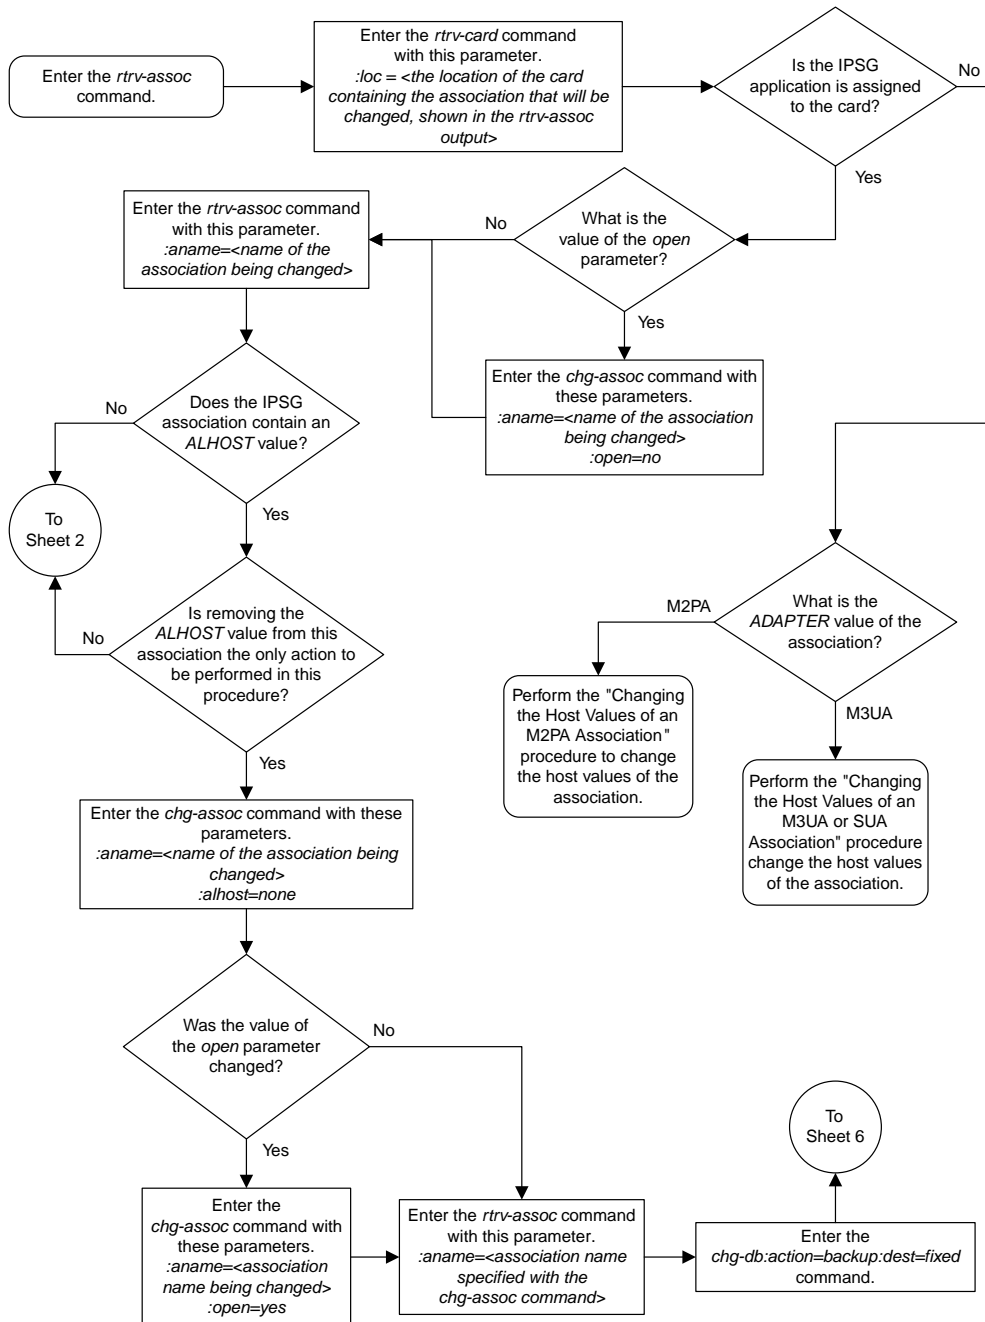 Enter the rtrv-assoc
command.
Enter the rtrv-card command
with this parameter.
:loc = <the location of the card
containing the association that will be
changed, shown in the rtrv-assoc
output>
Is the IPSG
application is assigned
to the card?
No
Yes
What is the
value of the open
parameter?
No
Yes
Enter the rtrv-assoc command
with this parameter.
:aname=<name of the
association being changed>
Enter the chg-assoc command with
these parameters.
:aname=<name of the association
being changed>
:open=no
Does the IPSG
association contain an
ALHOST value?
No
Yes
To
Sheet 2
Is removing the
ALHOST value from this
association the only action to
be performed in this
procedure?
No
Yes
What is the
ADAPTER value of the
association?
M2PA
M3UA
Perform the "Changing
the Host Values of an
M2PA Association"
procedure to change
the host values of the
association.
Perform the "Changing
the Host Values of an
M3UA or SUA
Association" procedure
change the host values
of the association.
Enter the chg-assoc command with these
parameters.
:aname=<name of the association being
changed>
:alhost=none
Was the value of
the open parameter
changed?
No
Yes
Enter the
chg-assoc command with
these parameters.
:aname=<association
name being changed>
:open=yes
Enter the rtrv-assoc command
with this parameter.
:aname=<association name
specified with the
chg-assoc command>
Enter the
chg-db:action=backup:dest=fixed
command.
To
Sheet 6